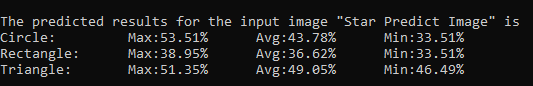 The predicted results for the input image "Star Predict Image" is
Circle: Max:53.51% Avg:43.78% Min:33.51%
Rectangle: Max:38.95% Avg:36.62% Min:33.51%
Triangle: Max:51.35% Avg:49.05% Min:46.49%